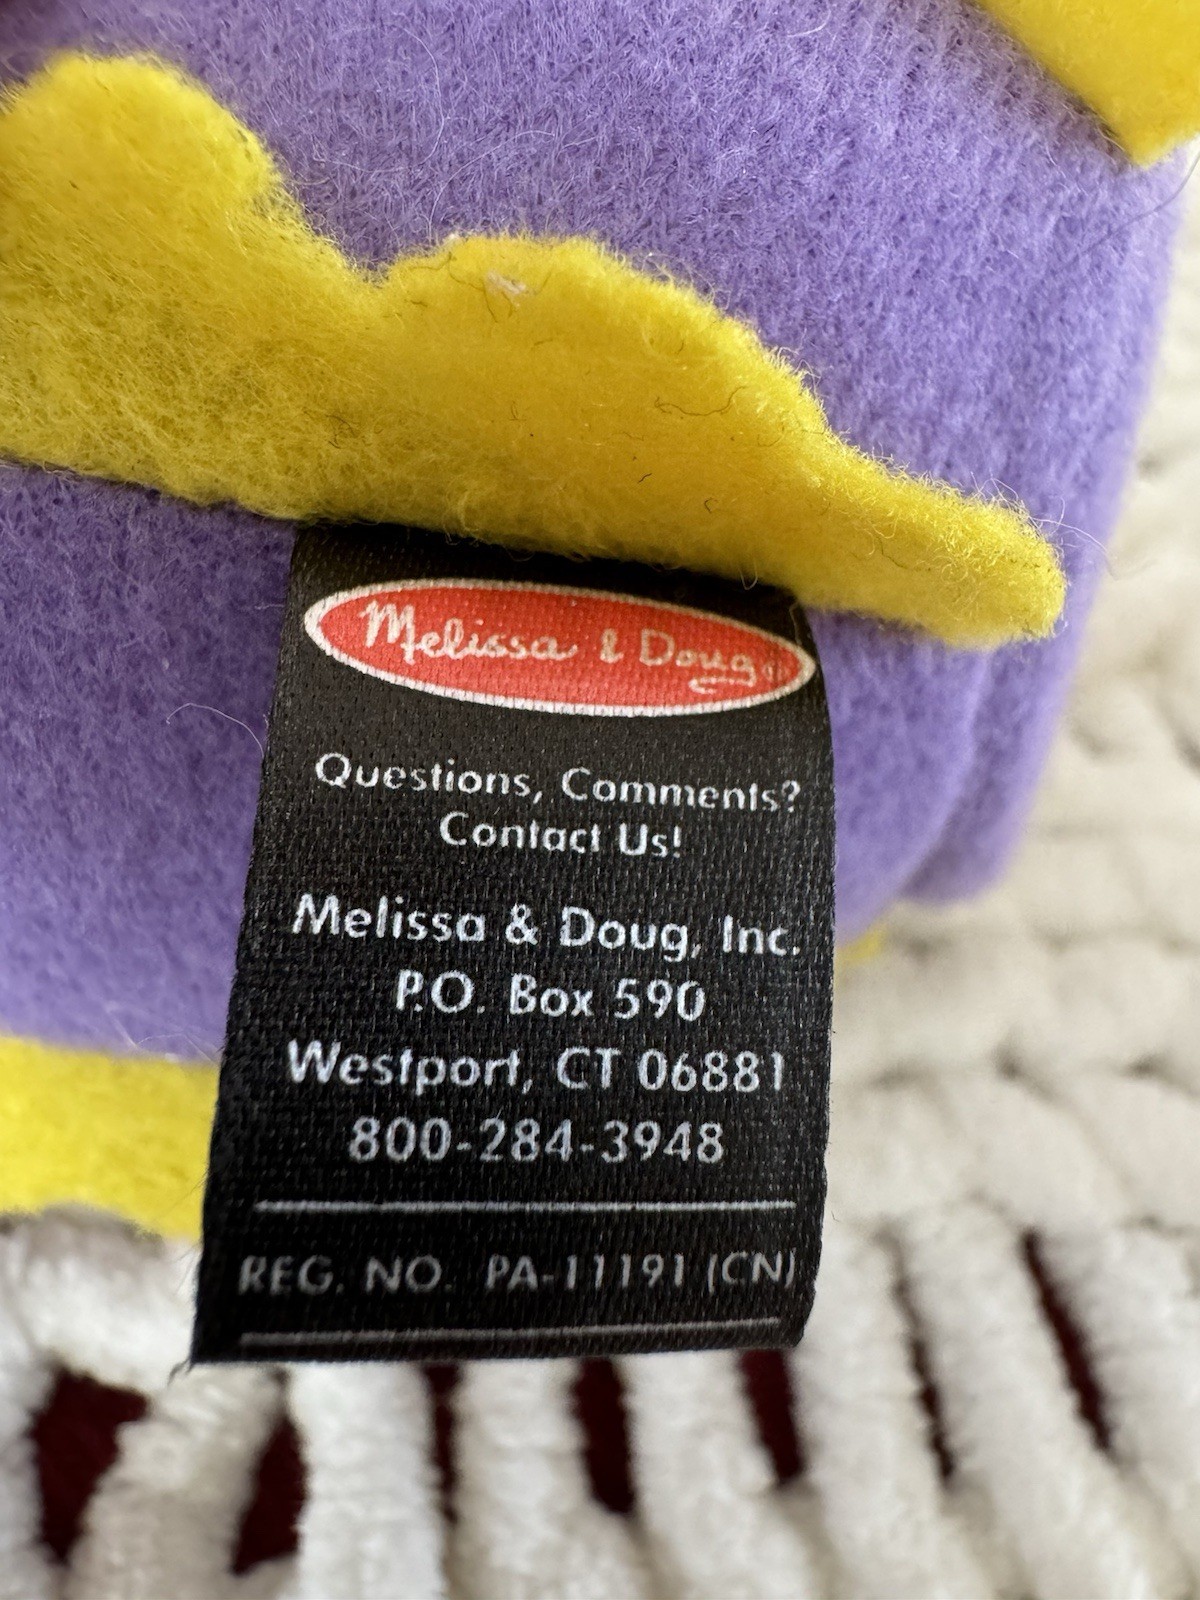 Melissa & Doug®
Questions, Comments?
Contact Us!
Melissa & Doug, Inc.
P.O. Box 590
Westport, CT 06881
800-284-3948
REG. NO. PA-11191 (CN)